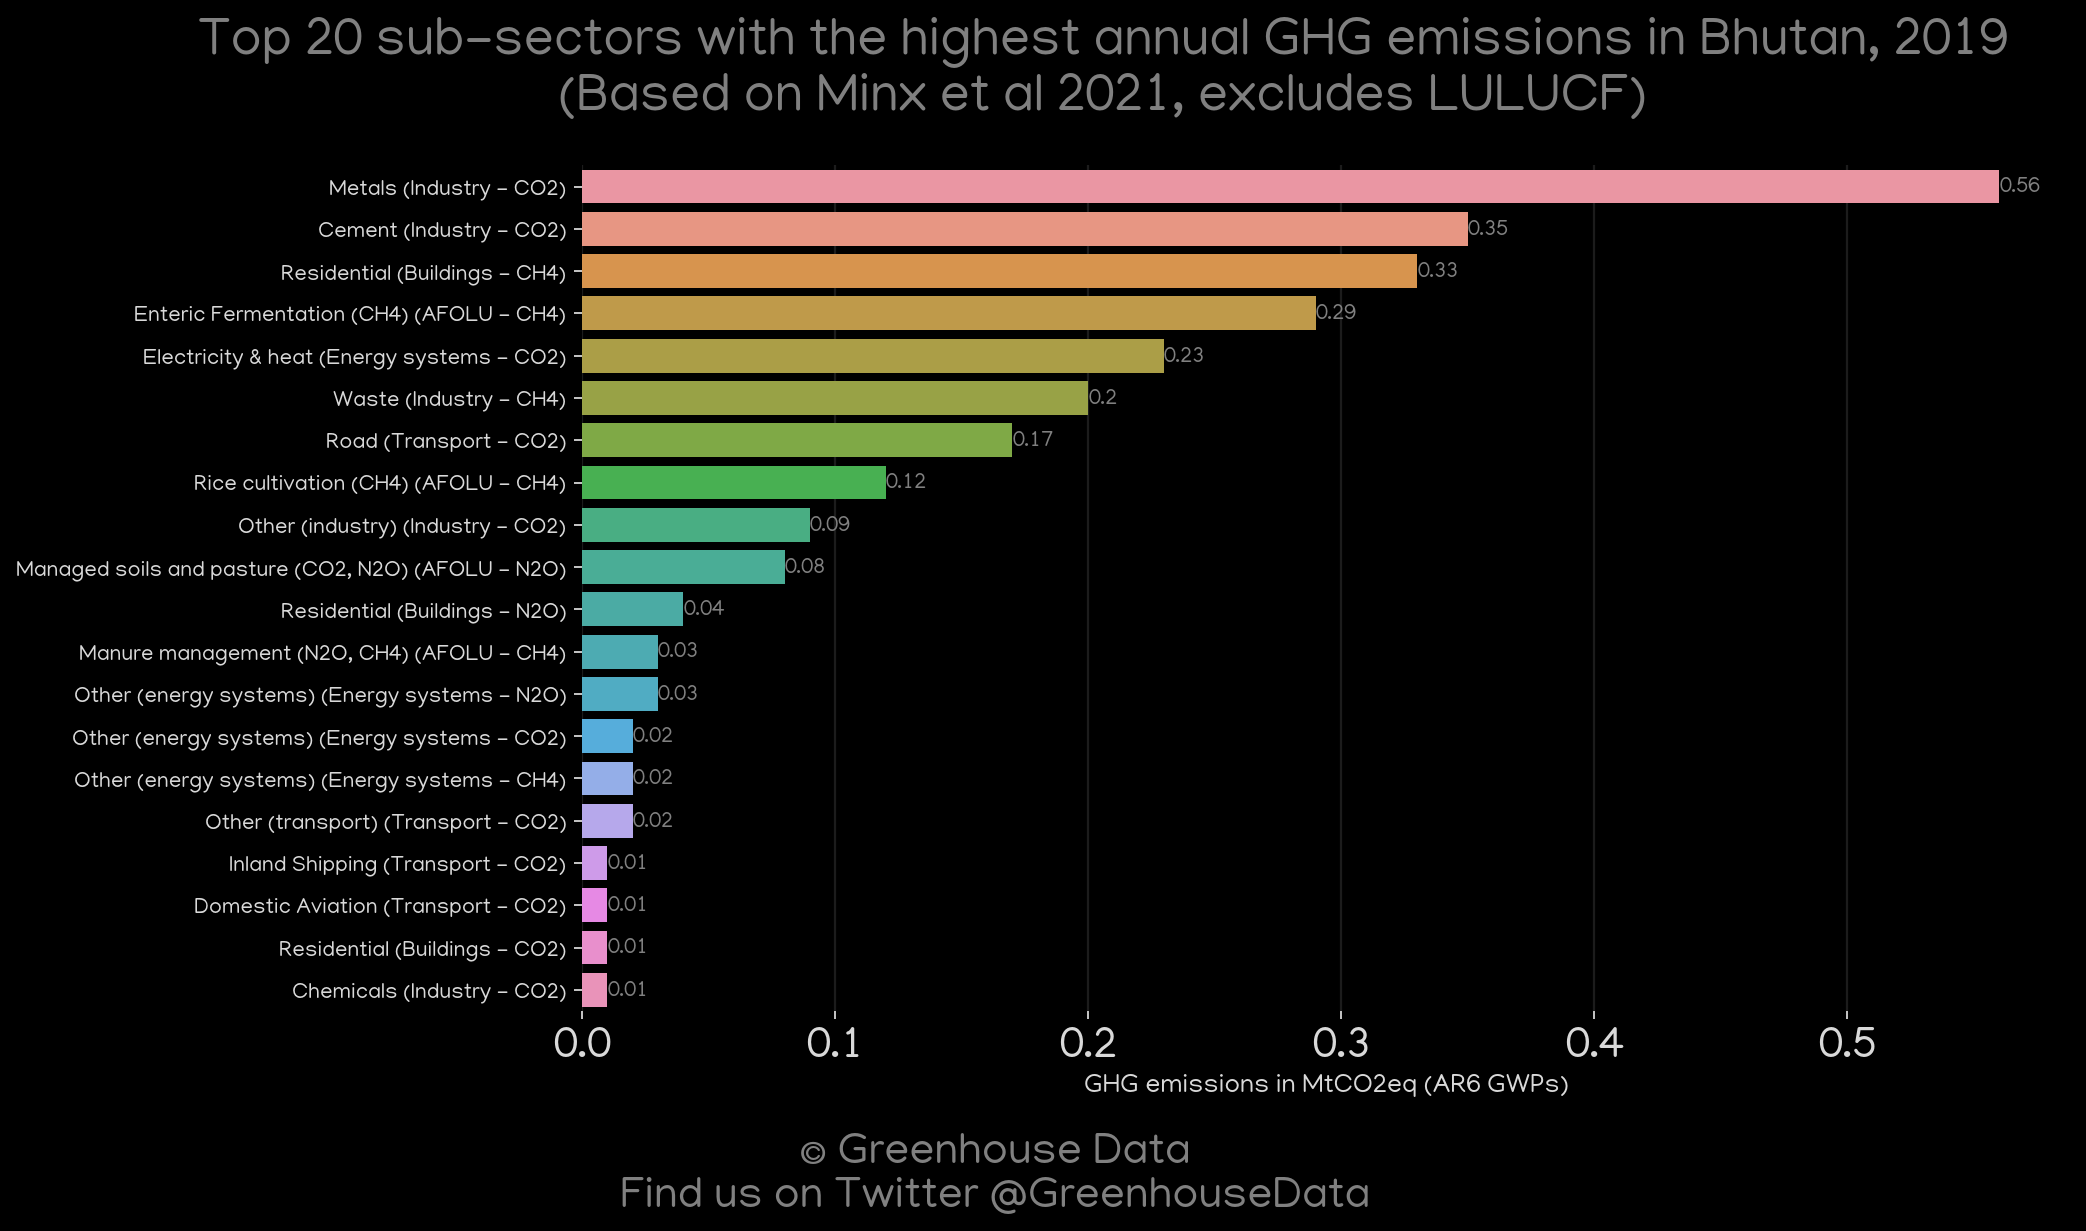 Top 20 sub-sectors with the highest annual GHG emissions in Bhutan, 2019
(Based on Minx et al 2021, excludes LULUCF)
Metals (Industry - CO2) 0.56
Cement (Industry - CO2) 0.35
Residential (Buildings - CH4) 0.33
Enteric Fermentation (CH4) (AFOLU - CH4) 0.29
Electricity & heat (Energy systems - CO2) 0.23
Waste (Industry - CH4) 0.2
Road (Transport - CO2) 0.17
Rice cultivation (CH4) (AFOLU - CH4) 0.12
Other (industry) (Industry - CO2) 0.09
Managed soils and pasture (CO2, N2O) (AFOLU - N2O) 0.08
Residential (Buildings - N2O) 0.04
Manure management (N2O, CH4) (AFOLU - CH4) 0.03
Other (energy systems) (Energy systems - N2O) 0.03
Other (energy systems) (Energy systems - CO2) 0.02
Other (energy systems) (Energy systems - CH4) 0.02
Other (transport) (Transport - CO2) 0.02
Inland Shipping (Transport - CO2) 0.01
Domestic Aviation (Transport - CO2) 0.01
Residential (Buildings - CO2) 0.01
Chemicals (Industry - CO2) 0.01
0.0 0.1 0.2 0.3 0.4 0.5
GHG emissions in MtCO2eq (AR6 GWPs)
© Greenhouse Data
Find us on Twitter @GreenhouseData